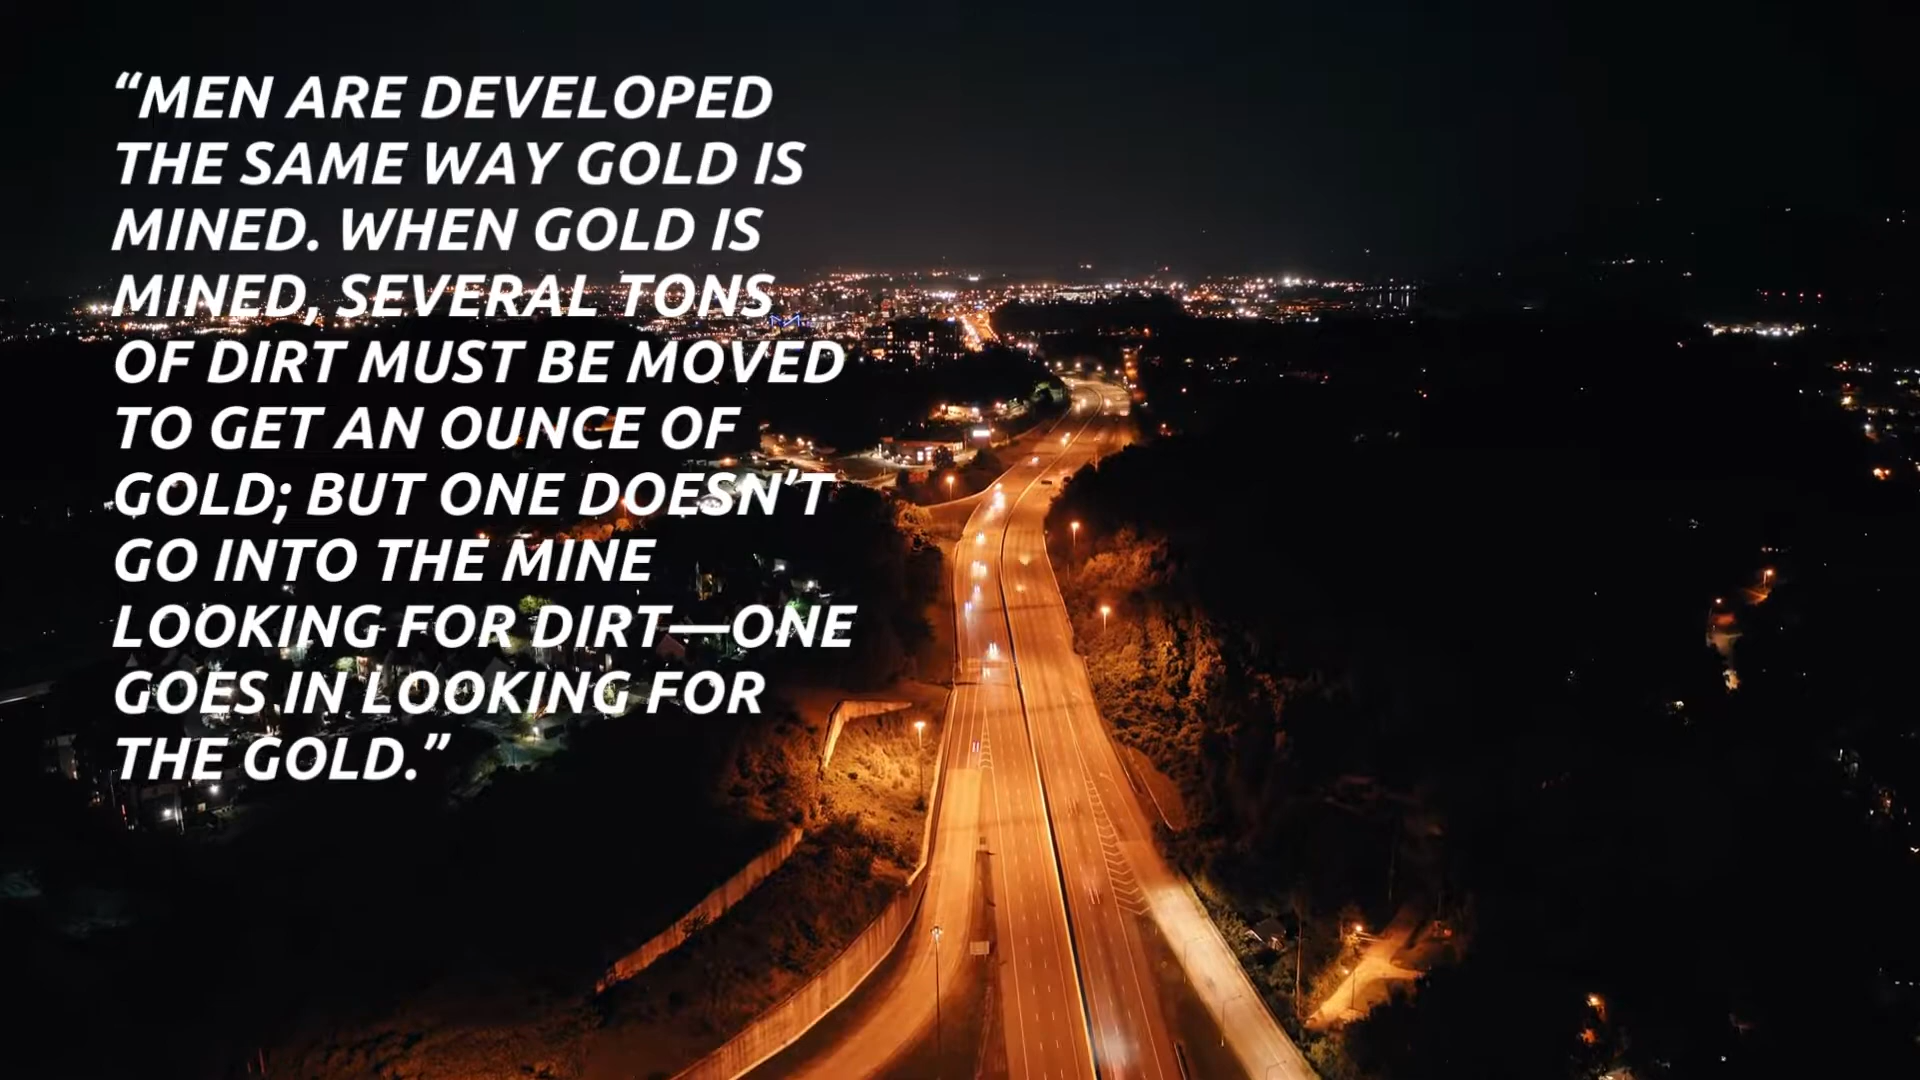 “MEN ARE DEVELOPED
THE SAME WAY GOLD IS
MINED. WHEN GOLD IS
MINED, SEVERAL TONS
OF DIRT MUST BE MOVED
TO GET AN OUNCE OF
GOLD; BUT ONE DOESN’T
GO INTO THE MINE
LOOKING FOR DIRT—ONE
GOES IN LOOKING FOR
THE GOLD.”